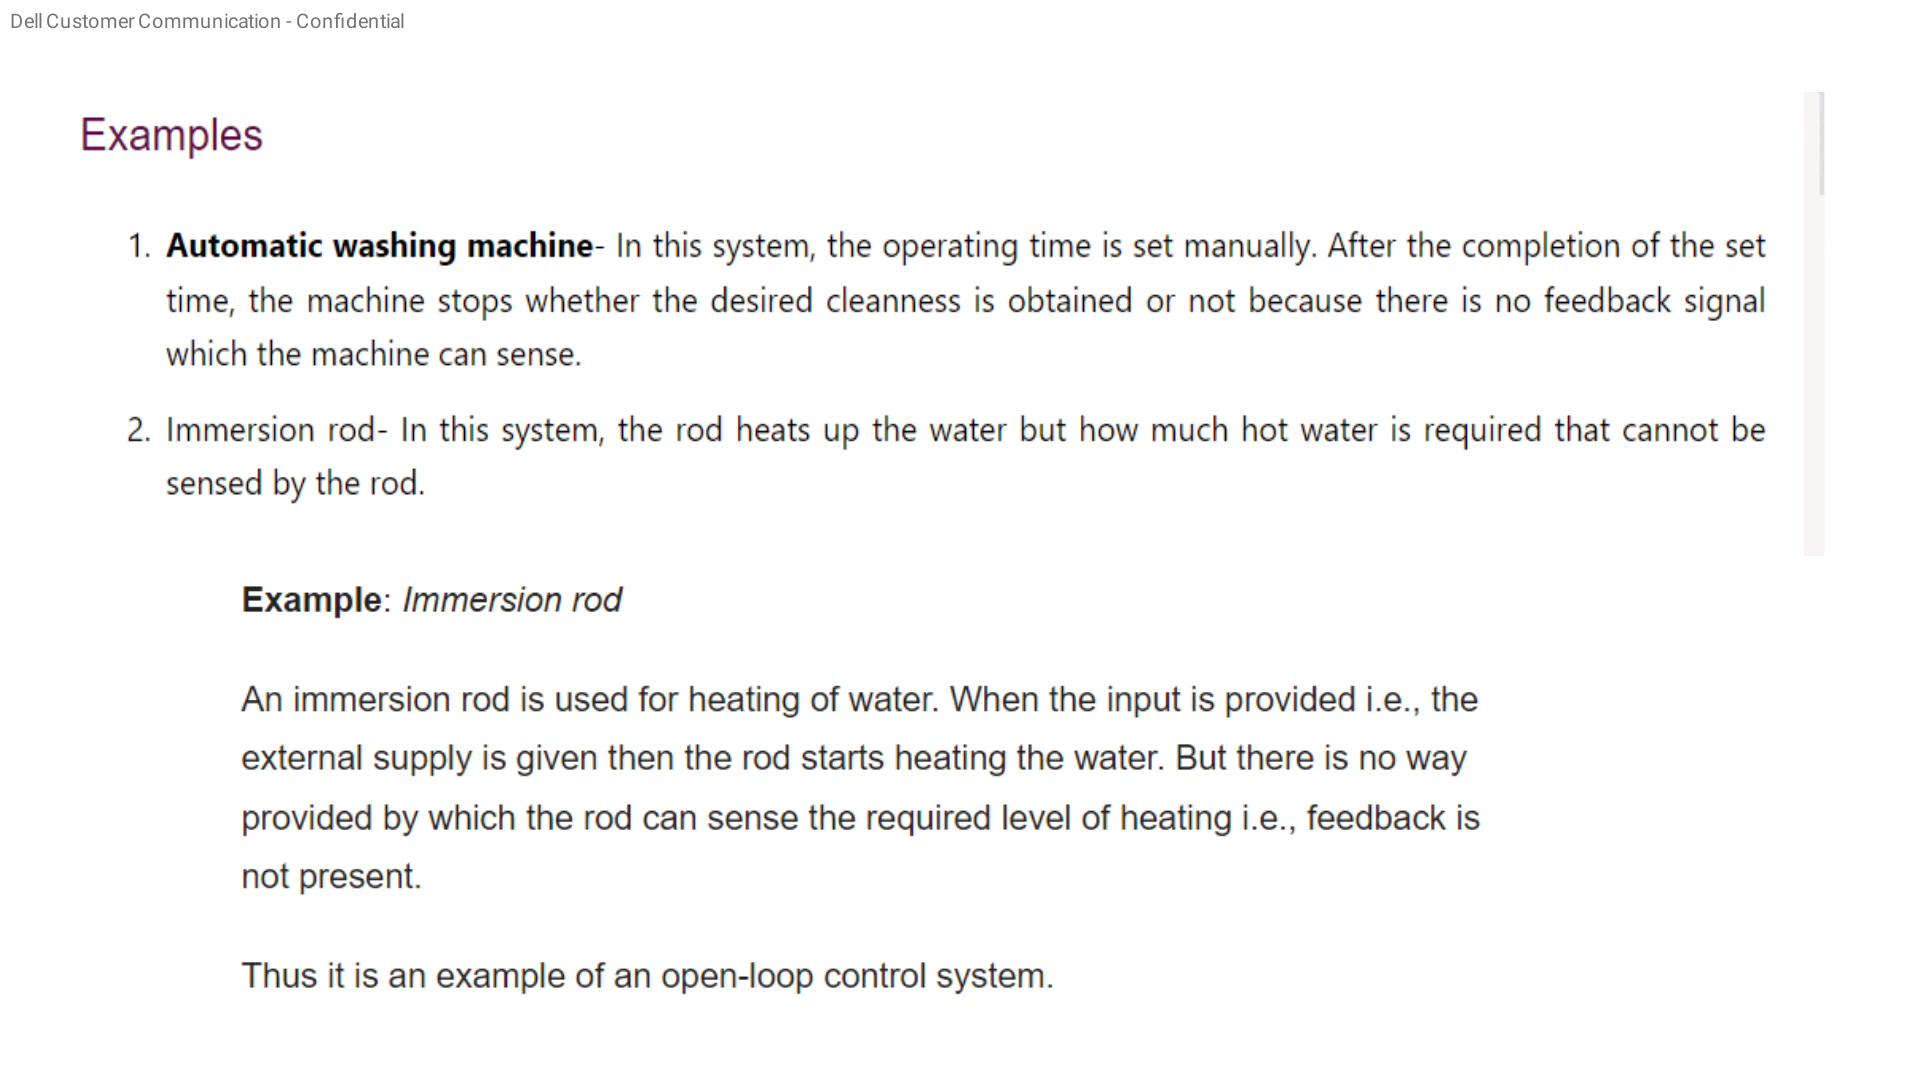 Dell Customer Communication - Confidential
Examples
1. Automatic washing machine- In this system, the operating time is set manually. After the completion of the set
time, the machine stops whether the desired cleanness is obtained or not because there is no feedback signal
which the machine can sense.
2. Immersion rod- In this system, the rod heats up the water but how much hot water is required that cannot be
sensed by the rod.
Example: Immersion rod
An immersion rod is used for heating of water. When the input is provided i.e., the
external supply is given then the rod starts heating the water. But there is no way
provided by which the rod can sense the required level of heating i.e., feedback is
not present.
Thus it is an example of an open-loop control system.